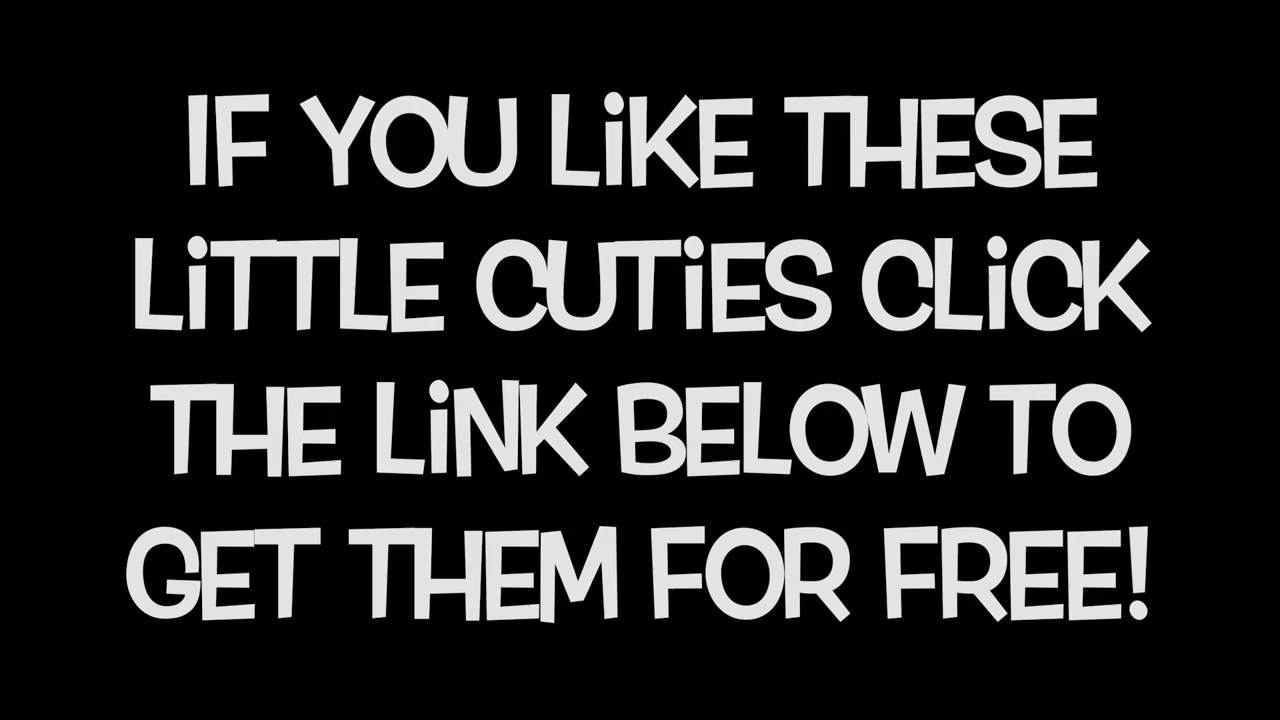 IF YOU LiKE THESE
LiTTLE CUTiES CLiCK
THE LiNK BELOW TO
GET THEM FOR FREE!